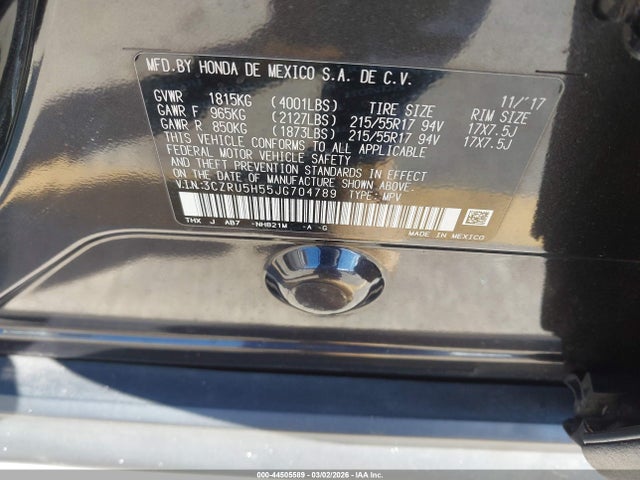 MFD.BY HONDA DE MEXICO S.A. DE C.V.
11/'17
GVWR 1815KG (4001LBS) TIRE SIZE RIM SIZE
GAWR F 965KG (2127LBS) 215/55R17 94V 17X7.5J
GAWR R 850KG (1873LBS) 215/55R17 94V 17X7.5J
THIS VEHICLE CONFORMS TO ALL APPLICABLE
FEDERAL MOTOR VEHICLE SAFETY
AND THEFT PREVENTION STANDARDS IN EFFECT
ON THE DATE OF MANUFACTURE SHOWN ABOVE.
V.I.N:3CZRU5H55JG704789 TYPE: MPV
THX J AB7 -NH821M -A -G
MADE IN MEXICO
000-44505589 - 03/02/2026 - IAAI Inc.